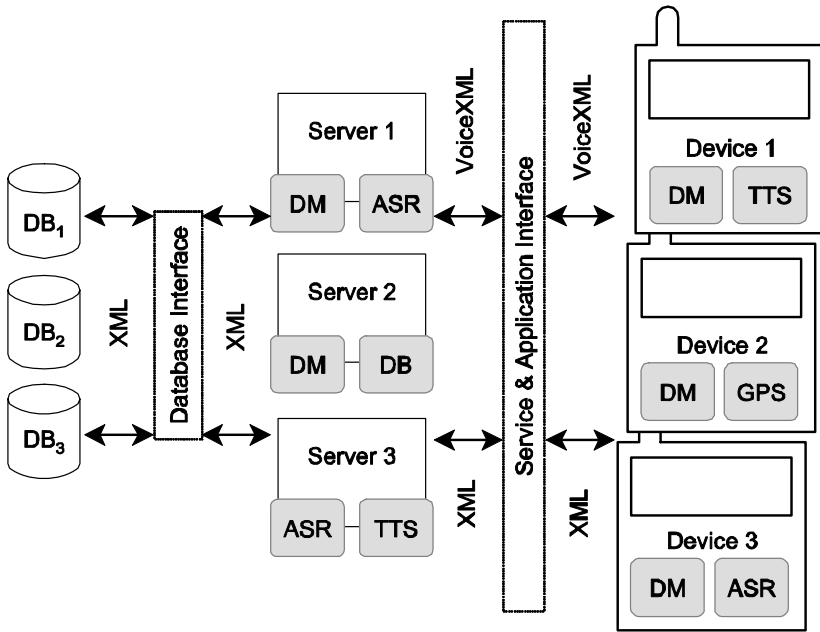 DB1
DB2
DB3
XML
Database Interface
XML
Server 1
DM
ASR
Server 2
DM
DB
Server 3
ASR
TTS
VoiceXML
XML
Service & Application Interface
VoiceXML
XML
Device 1
DM
TTS
Device 2
DM
GPS
Device 3
DM
ASR